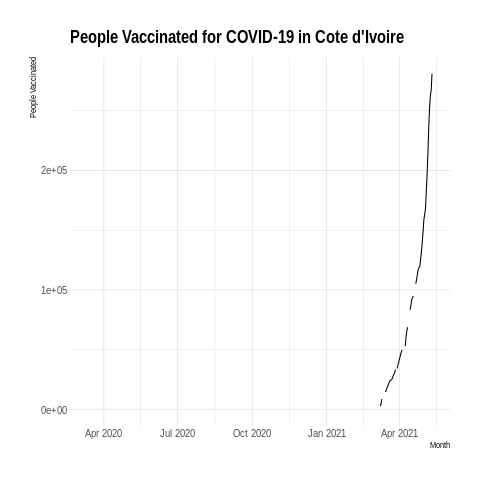 People Vaccinated for COVID-19 in Cote d'Ivoire
People Vaccinated
2e+05
1e+05
0e+00
Apr 2020 Jul 2020 Oct 2020 Jan 2021 Apr 2021
Month